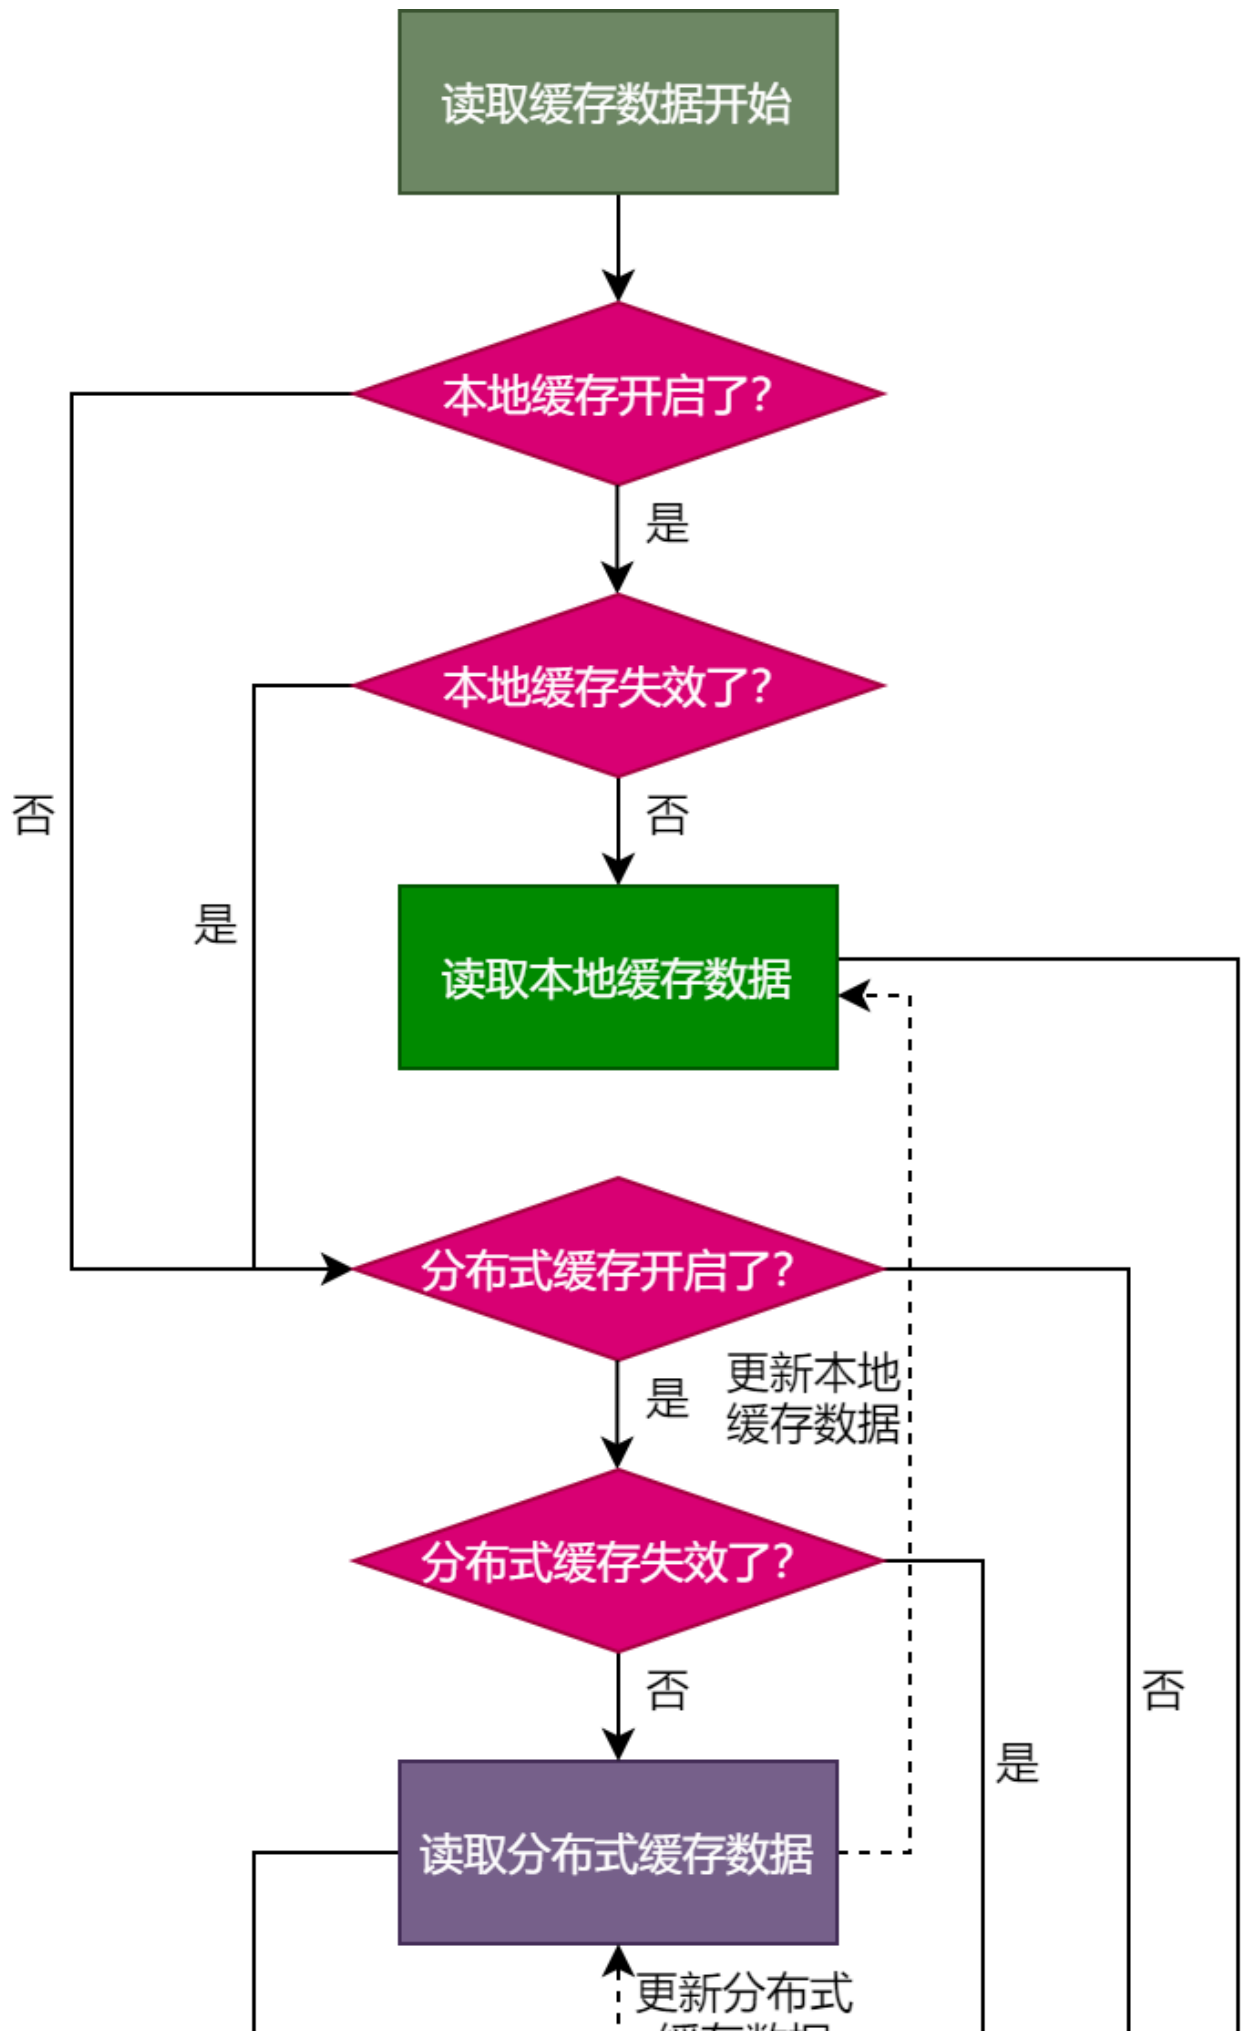 读取缓存数据开始
本地缓存开启了?
是
本地缓存失效了?
否
否
是
读取本地缓存数据
分布式缓存开启了?
是
更新本地
缓存数据
分布式缓存失效了?
否
否
是
读取分布式缓存数据
更新分布式
缓存数据